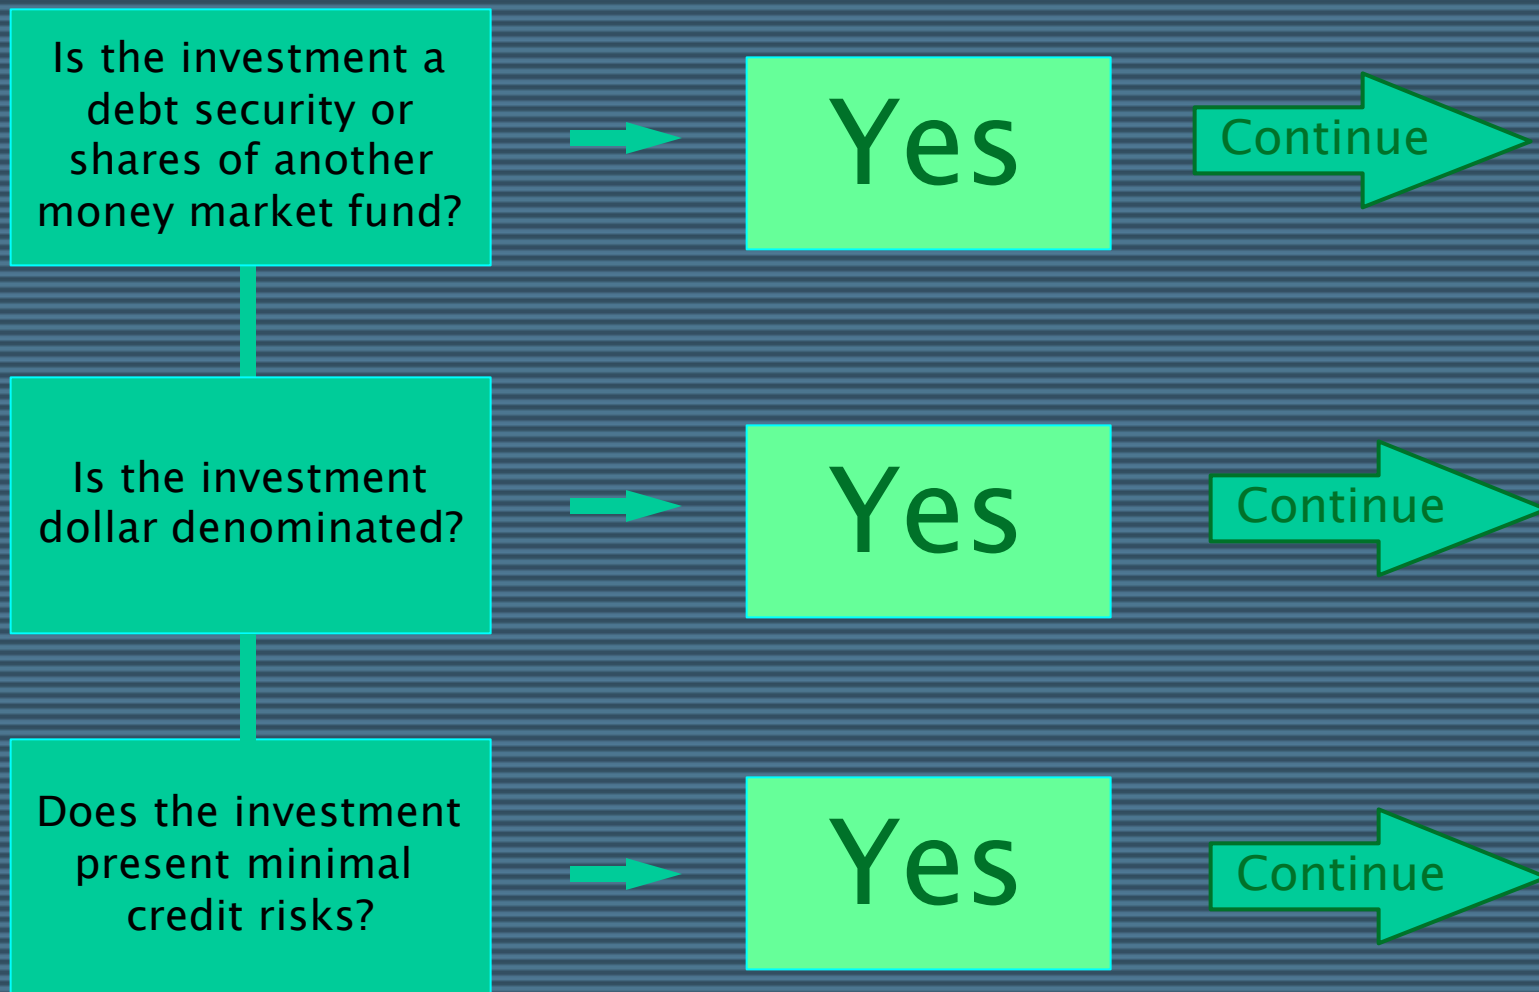 Is the investment a
debt security or
shares of another
money market fund?
Yes
Continue
Is the investment
dollar denominated?
Yes
Continue
Does the investment
present minimal
credit risks?
Yes
Continue